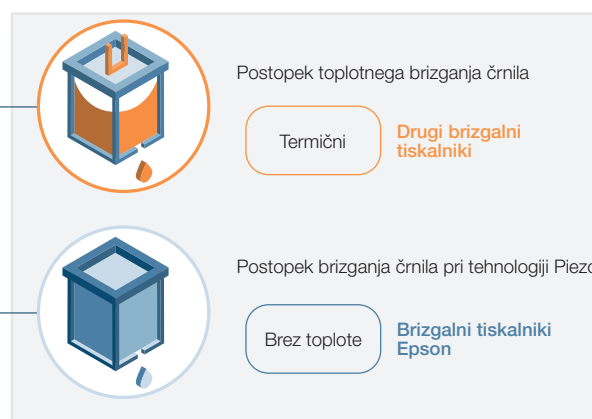 Postopek toplotnega brizganja črnila
Termični
Drugi brizgalni
tiskalniki
Postopek brizganja črnila pri tehnologiji Piezo
Brez toplote
Brizgalni tiskalniki
Epson